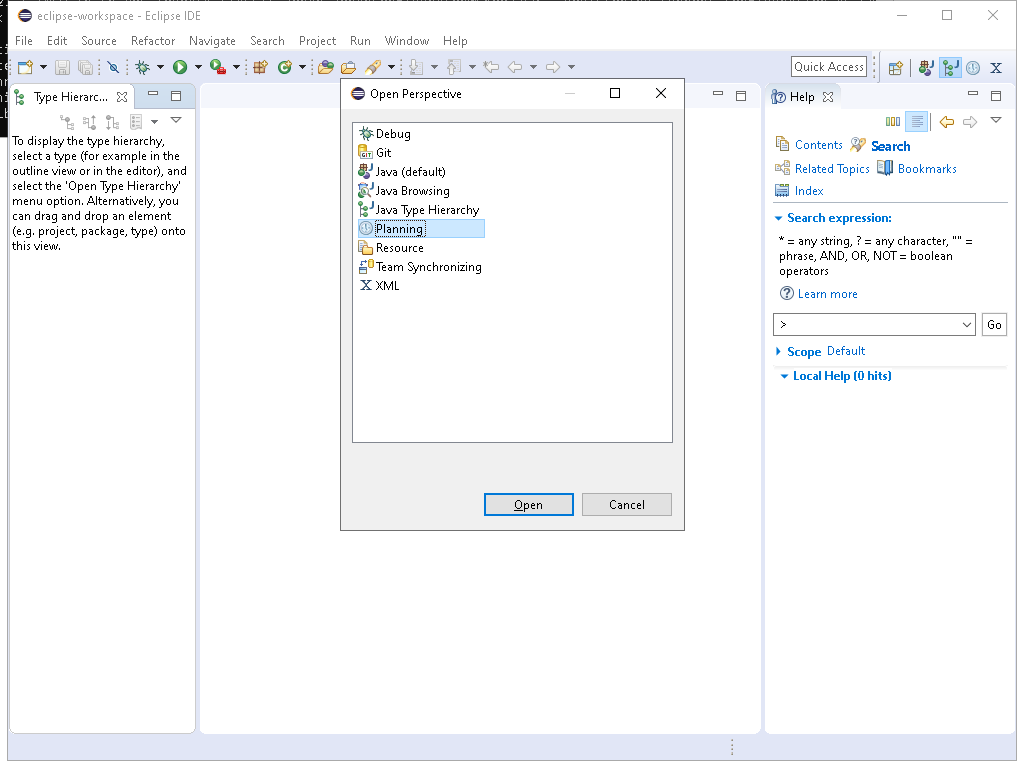 eclipse-workspace - Eclipse IDE
File Edit Source Refactor Navigate Search Project Run Window Help
Quick Access
Type Hierarc...
To display the type hierarchy,
select a type (for example in the
outline view or in the editor), and
select the 'Open Type Hierarchy'
menu option. Alternatively, you
can drag and drop an element
(e.g. project, package, type) onto
this view.
Open Perspective
Debug
Git
Java (default)
Java Browsing
Java Type Hierarchy
Planning
Resource
Team Synchronizing
XML
Open Cancel
Help
Contents Search
Related Topics Bookmarks
Index
Search expression:
* = any string, ? = any character, "" =
phrase, AND, OR, NOT = boolean
operators
Learn more
> Go
Scope Default
Local Help (0 hits)